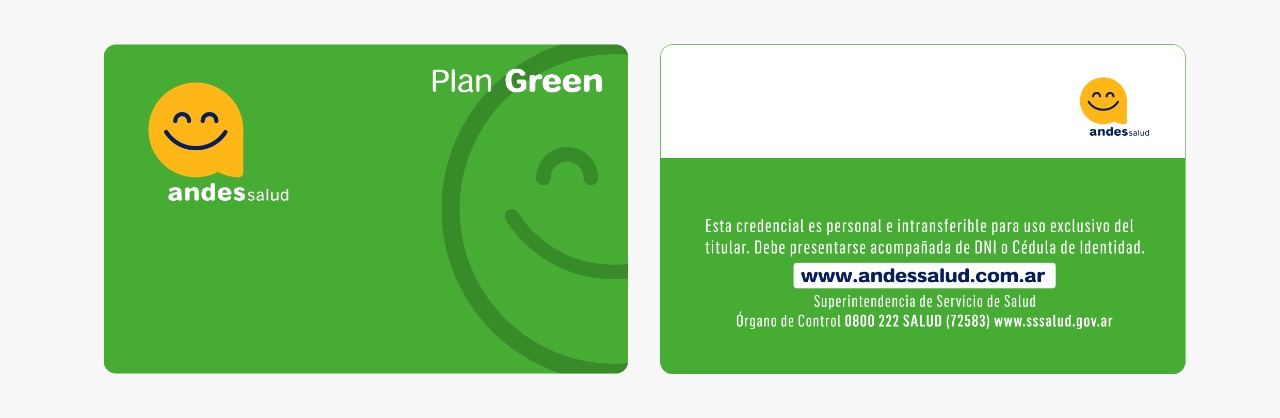 Plan Green
andessalud
andessalud
Esta credencial es personal e intransferible para uso exclusivo del
titular. Debe presentarse acompañada de DNI o Cédula de Identidad.
www.andessalud.com.ar
Superintendencia de Servicio de Salud
Órgano de Control 0800 222 SALUD (72583) www.sssalud.gov.ar